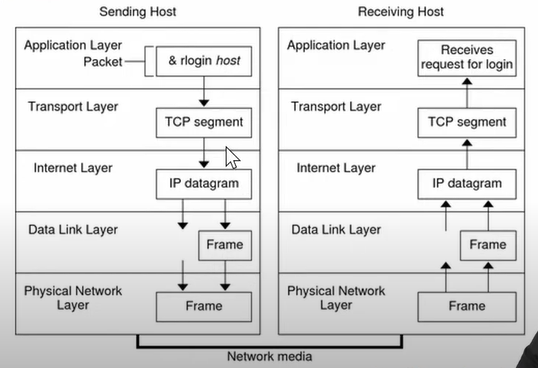 Sending Host
Receiving Host
Application Layer
Packet
& rlogin host
Transport Layer
TCP segment
Internet Layer
IP datagram
Data Link Layer
Frame
Physical Network
Layer
Frame
Application Layer
Receives
request for login
Transport Layer
TCP segment
Internet Layer
IP datagram
Data Link Layer
Frame
Physical Network
Layer
Frame
Network media